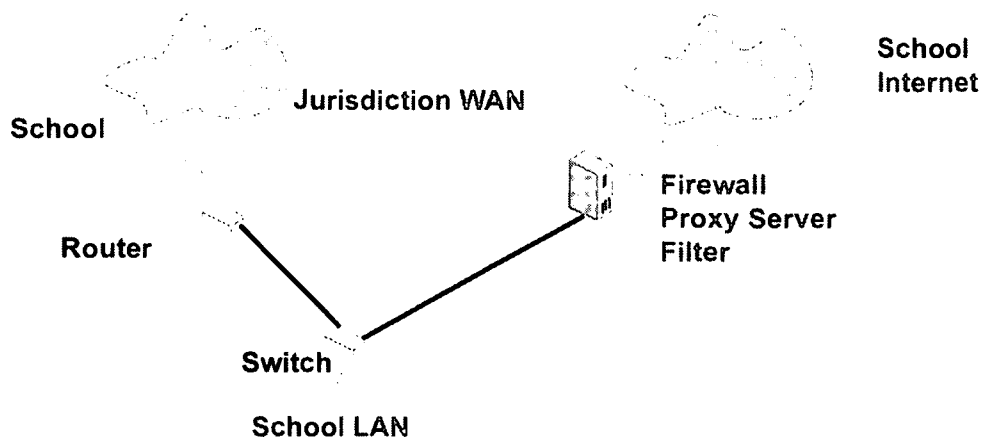 School
Internet
Jurisdiction WAN
School
Firewall
Proxy Server
Filter
Router
Switch
School LAN